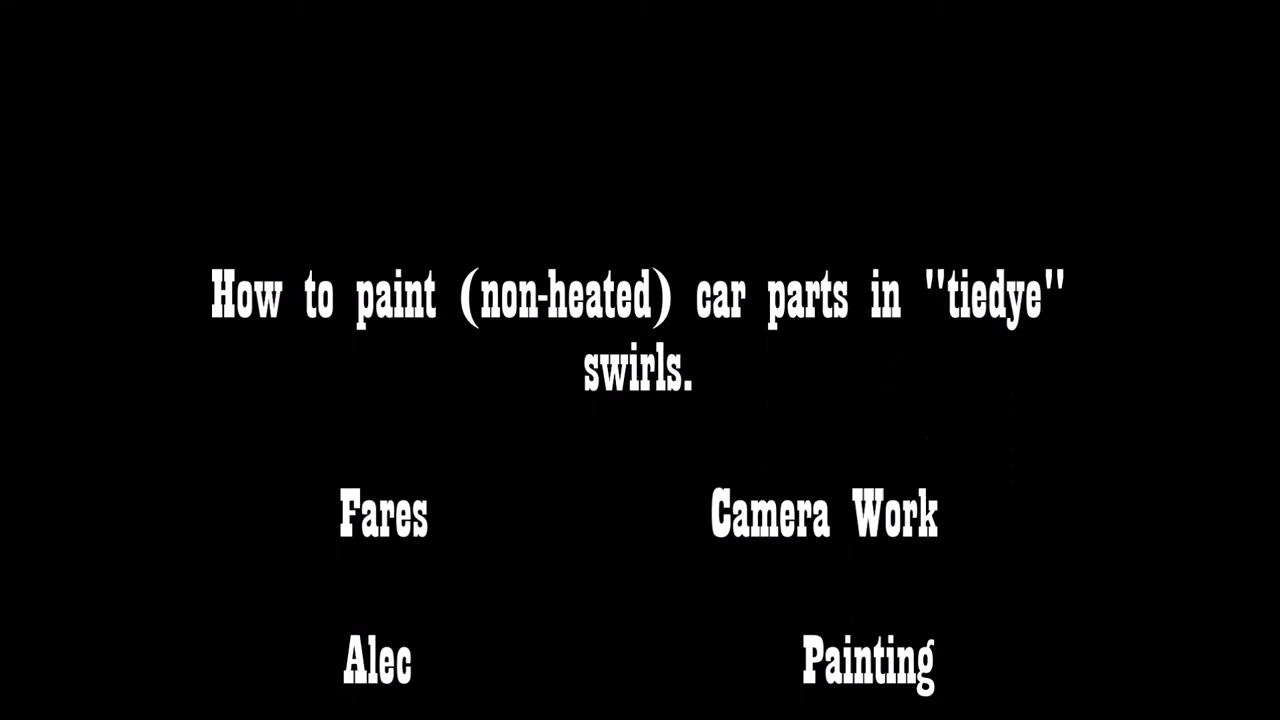 How to paint (non-heated) car parts in "tiedye"
swirls.
Fares Camera Work
Alec Painting